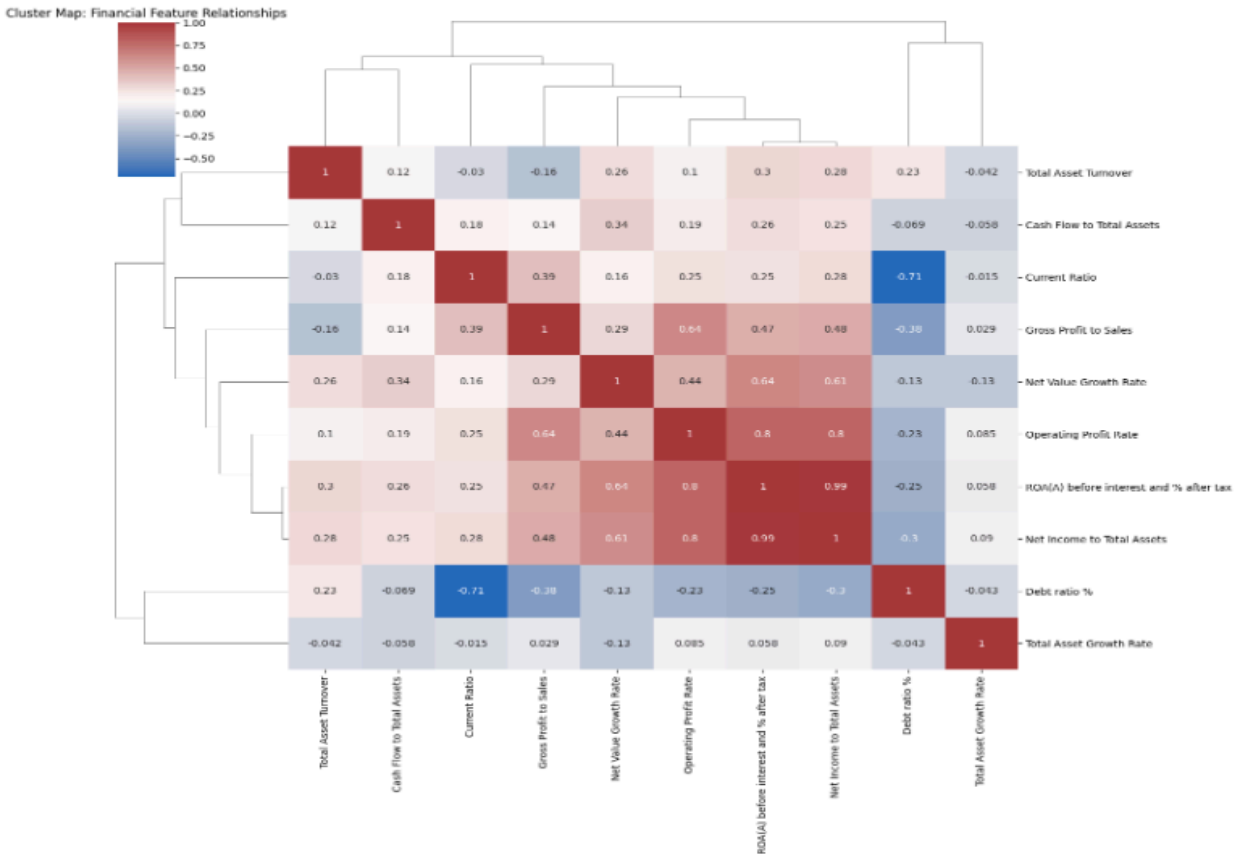 Cluster Map: Financial Feature Relationships
1.00
0.75
0.50
0.25
0.00
−0.25
−0.50
1 0.12 -0.03 -0.16 0.26 0.1 0.3 0.28 0.23 -0.042 Total Asset Turnover
0.12 1 0.18 0.14 0.34 0.19 0.26 0.25 -0.069 -0.058 Cash Flow to Total Assets
-0.03 0.18 1 0.39 0.16 0.25 0.25 0.28 -0.71 -0.015 Current Ratio
-0.16 0.14 0.39 1 0.29 0.64 0.47 0.48 -0.38 0.029 Gross Profit to Sales
0.26 0.34 0.16 0.29 1 0.44 0.64 0.61 -0.13 -0.13 Net Value Growth Rate
0.1 0.19 0.25 0.64 0.44 1 0.8 0.8 -0.23 0.085 Operating Profit Rate
0.3 0.26 0.25 0.47 0.64 0.8 1 0.99 -0.25 0.058 ROA(A) before interest and % after tax
0.28 0.25 0.28 0.48 0.61 0.8 0.99 1 -0.3 0.09 Net Income to Total Assets
0.23 -0.069 -0.71 -0.38 -0.13 -0.23 -0.25 -0.3 1 -0.043 Debt ratio %
-0.042 -0.058 -0.015 0.029 -0.13 0.085 0.058 0.09 -0.043 1 Total Asset Growth Rate
Total Asset Turnover
Cash Flow to Total Assets
Current Ratio
Gross Profit to Sales
Net Value Growth Rate
Operating Profit Rate
ROA(A) before interest and % after tax
Net Income to Total Assets
Debt ratio %
Total Asset Growth Rate